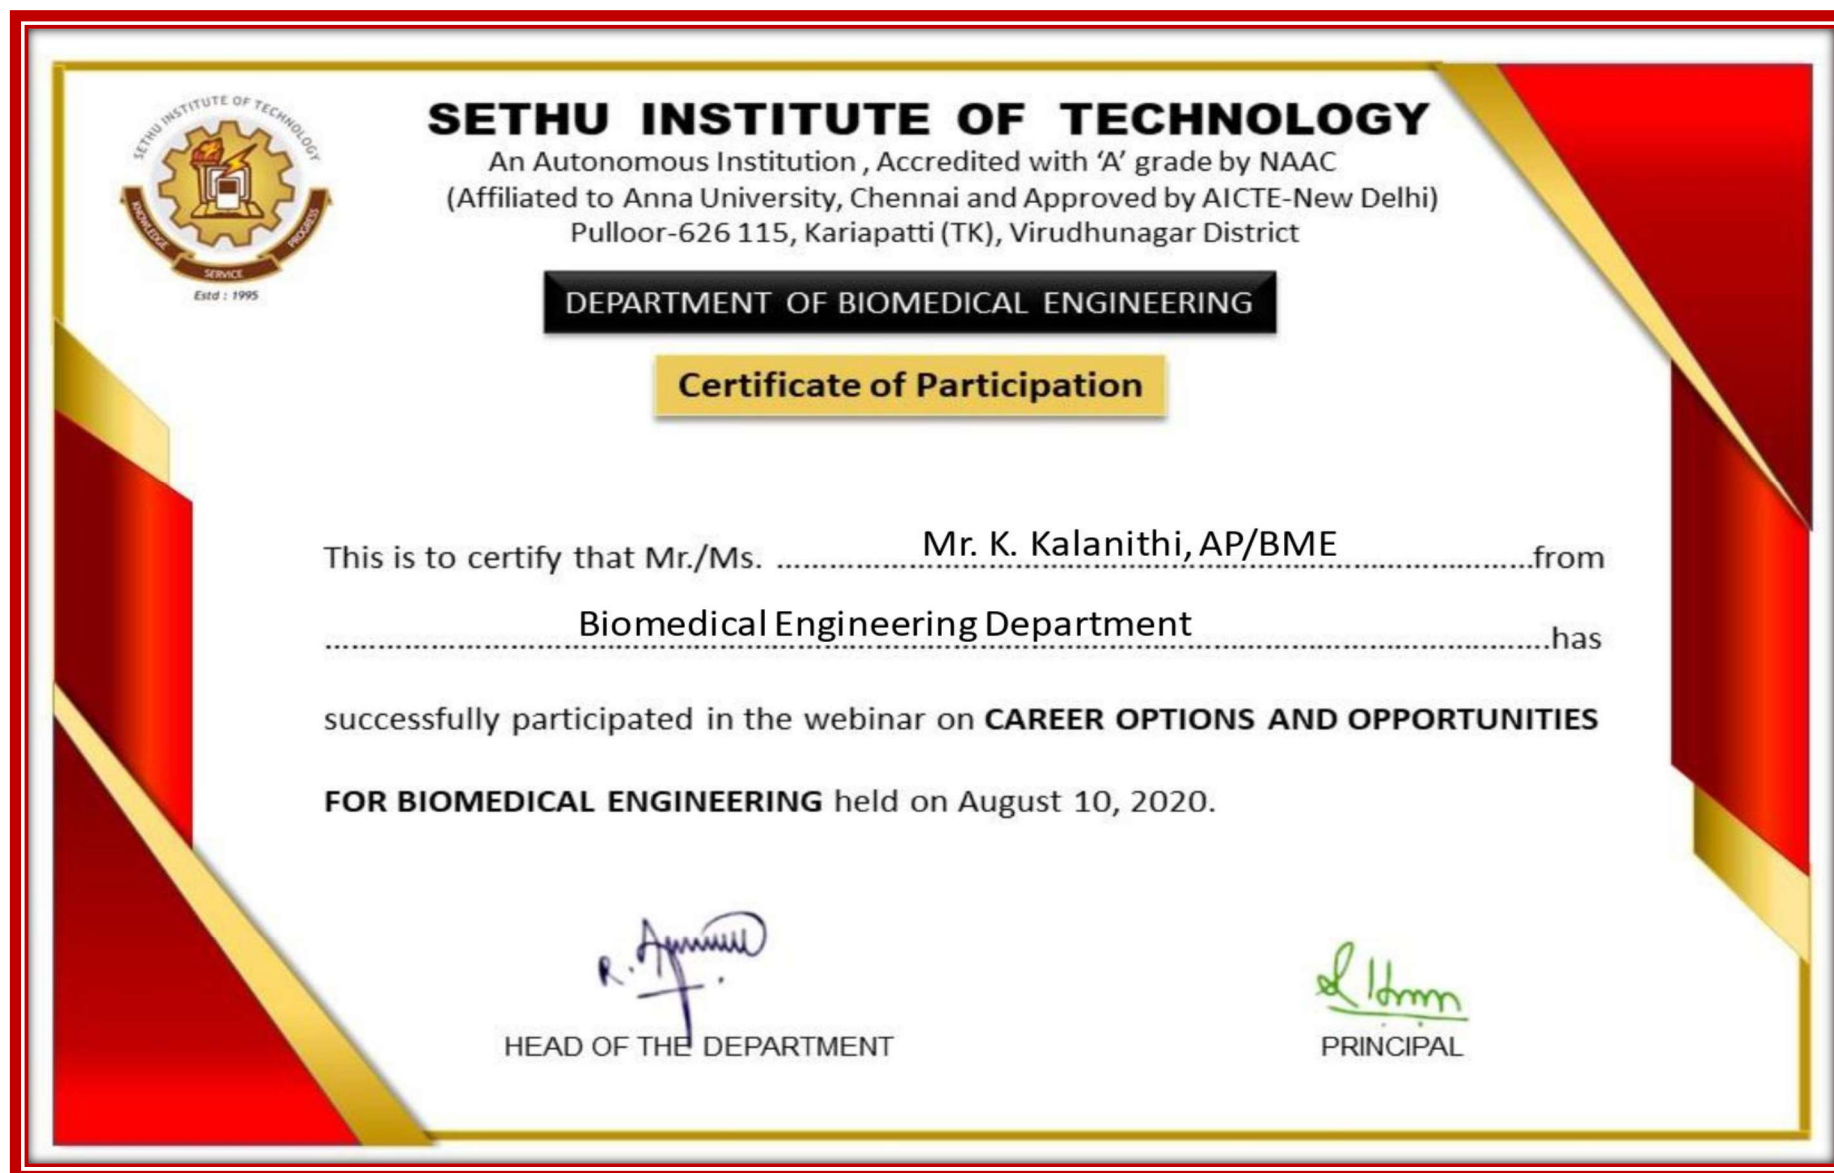 SETHU INSTITUTE OF TECHNOLOGY
KNOWLEDGE
SERVICE
PROGRESS
Estd : 1995
SETHU INSTITUTE OF TECHNOLOGY
An Autonomous Institution , Accredited with ‘A’ grade by NAAC
(Affiliated to Anna University, Chennai and Approved by AICTE-New Delhi)
Pulloor-626 115, Kariapatti (TK), Virudhunagar District
DEPARTMENT OF BIOMEDICAL ENGINEERING
Certificate of Participation
This is to certify that Mr./Ms. Mr. K. Kalanithi, AP/BME from
Biomedical Engineering Department has
successfully participated in the webinar on CAREER OPTIONS AND OPPORTUNITIES
FOR BIOMEDICAL ENGINEERING held on August 10, 2020.
HEAD OF THE DEPARTMENT
PRINCIPAL